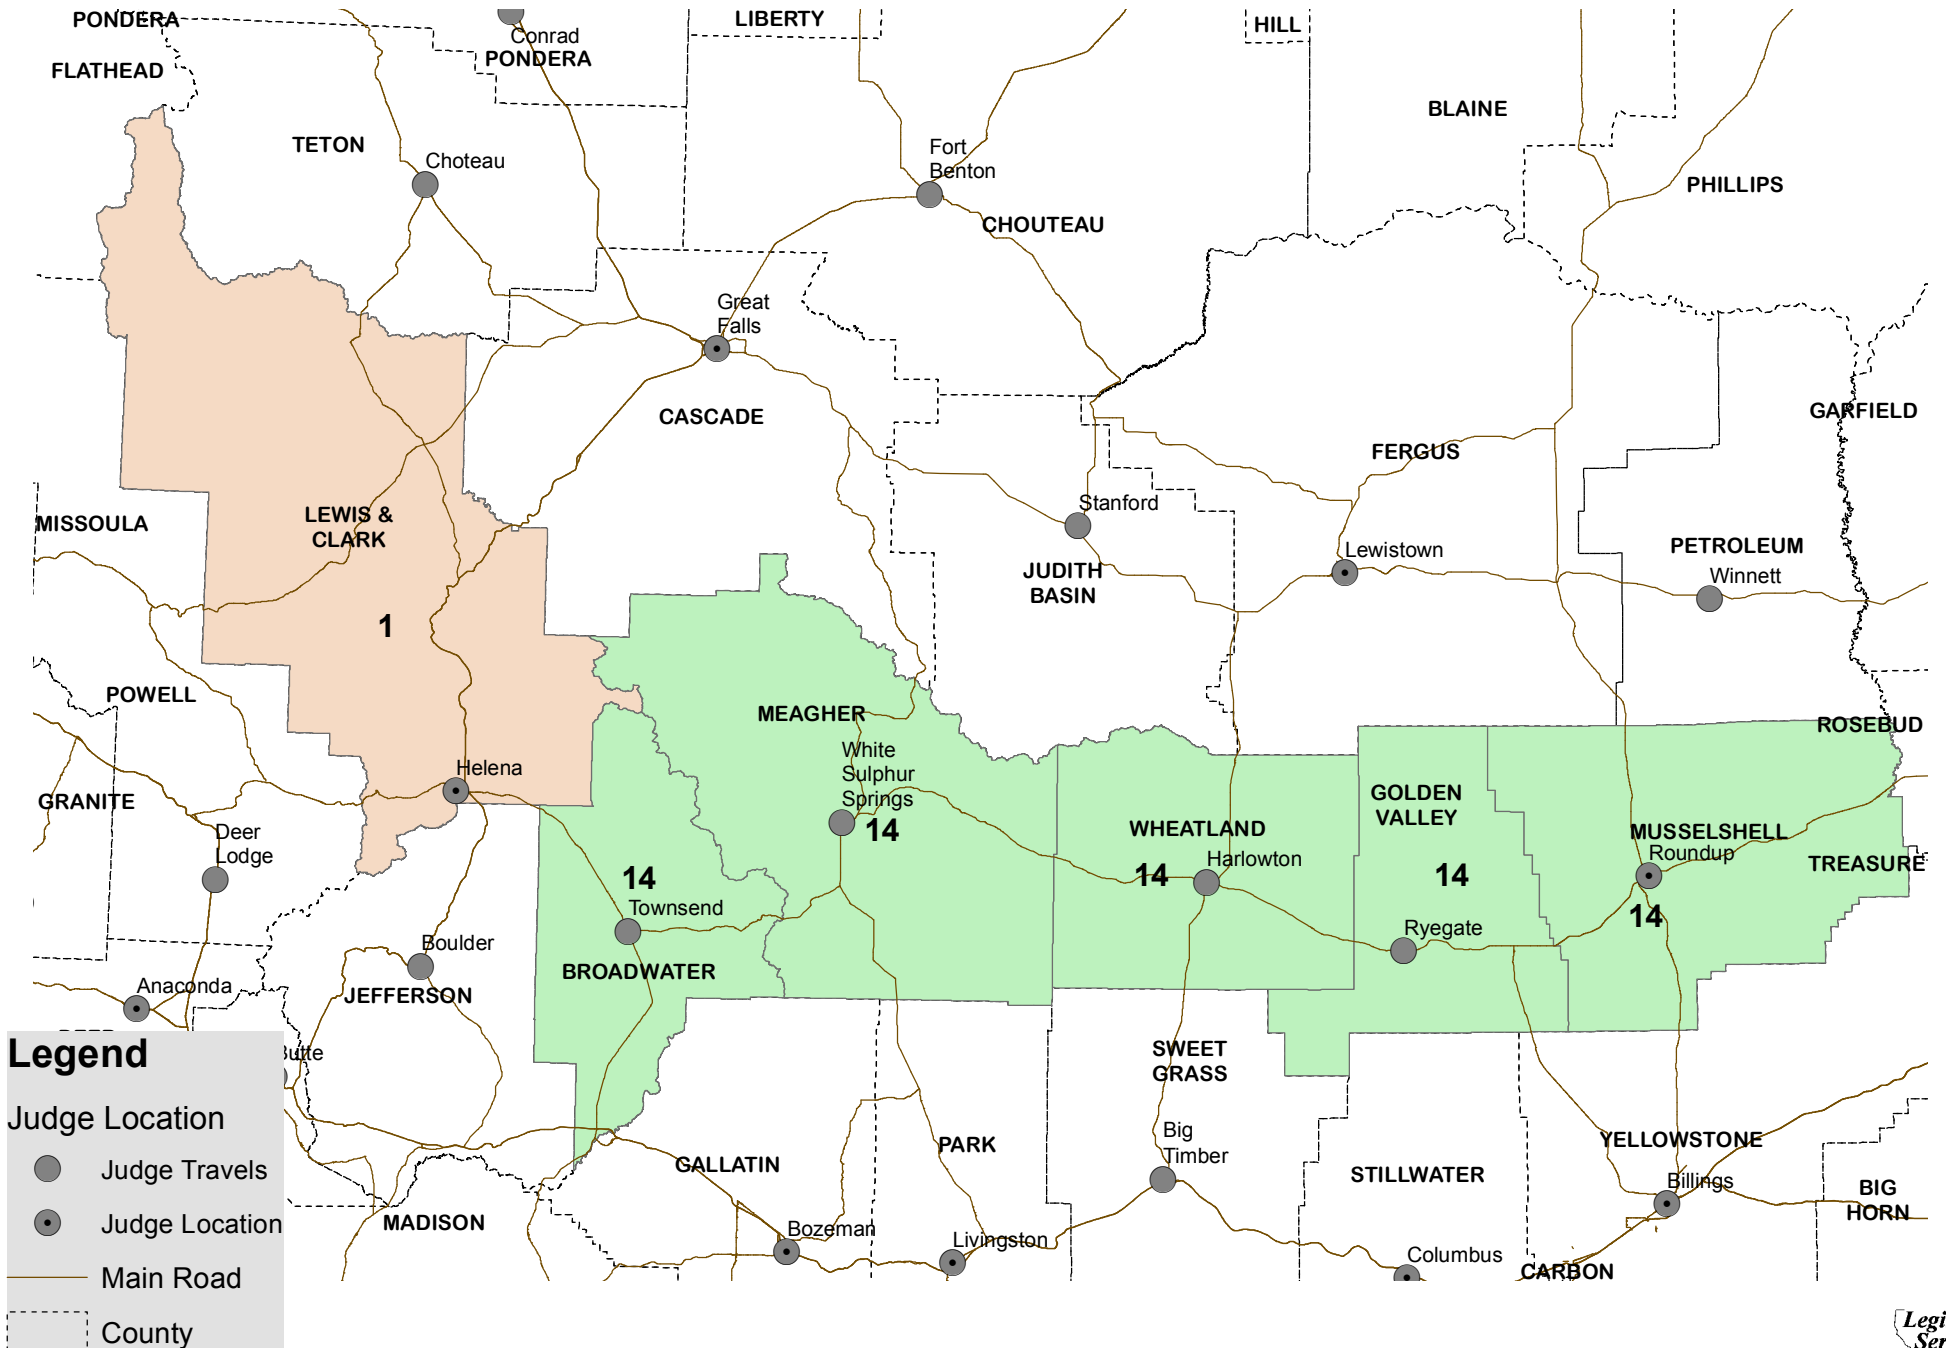 PONDERA
Conrad
PONDERA
LIBERTY
HILL
FLATHEAD
BLAINE
TETON
Choteau
Fort
Benton
PHILLIPS
CHOUTEAU
Great
Falls
CASCADE
GARFIELD
FERGUS
Stanford
LEWIS &
CLARK
MISSOULA
Lewistown
PETROLEUM
Winnett
JUDITH
BASIN
1
POWELL
MEAGHER
ROSEBUD
White
Sulphur
Springs
14
Helena
GRANITE
GOLDEN
VALLEY
WHEATLAND
Harlowton
14
MUSSELSHELL
Roundup
TREASURE
Deer
Lodge
14
Townsend
14
14
Ryegate
Boulder
BROADWATER
Anaconda
JEFFERSON
SWEET
GRASS
Butte
Big
Timber
PARK
YELLOWSTONE
GALLATIN
STILLWATER
Billings
BIG
HORN
MADISON
Bozeman
Livingston
Columbus
CARBON
Legend
Judge Location
Judge Travels
Judge Location
Main Road
County
Legi
Ser